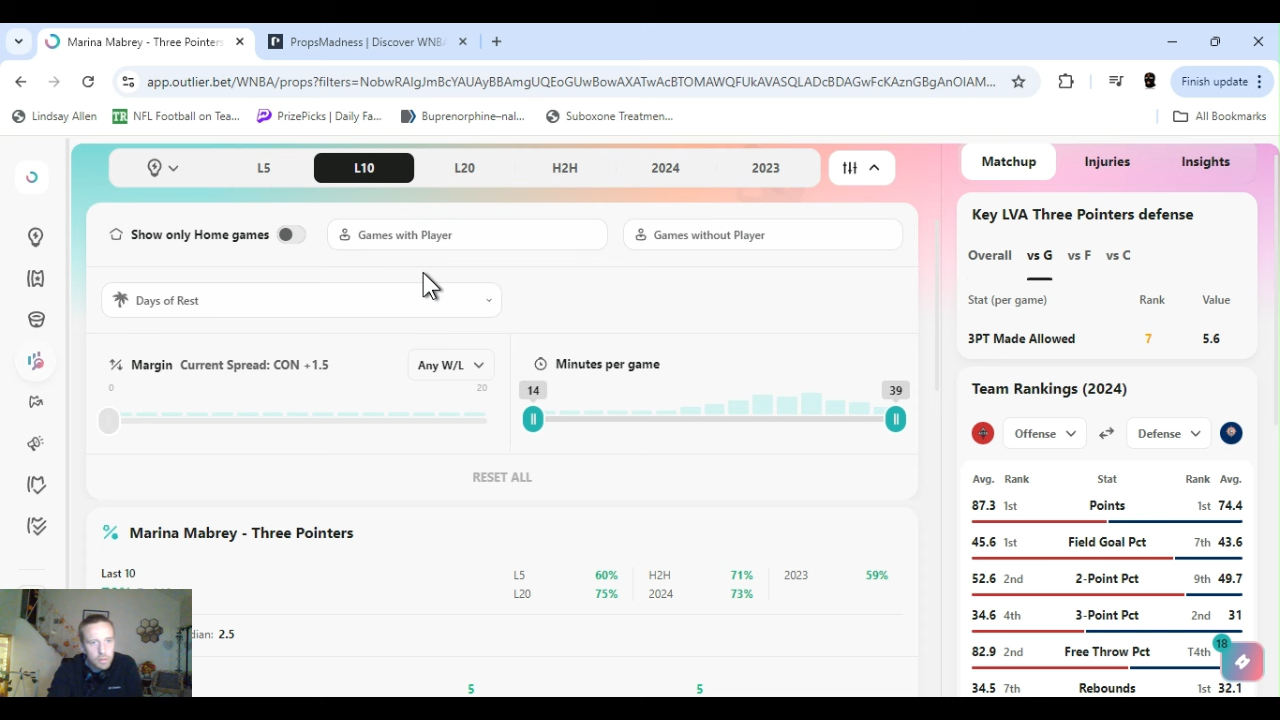 Marina Mabrey - Three Pointers
PropsMadness | Discover WNBA
app.outlier.bet/WNBA/props?filters=NobwRAlgJmBcYAUAyBBAmgUQEoGUwBowAXATwAcBTOMAWQFUkAVASQLADcBDAGwFcKAznGBgAnOIAM...
Finish update
Lindsay Allen
NFL Football on Tea...
PrizePicks | Daily Fa...
Buprenorphine–nal...
Suboxone Treatmen...
All Bookmarks
L5
L10
L20
H2H
2024
2023
Matchup
Injuries
Insights
Show only Home games
Games with Player
Games without Player
Days of Rest
Margin Current Spread: CON +1.5
Any W/L
0
20
Minutes per game
14
39
RESET ALL
Marina Mabrey - Three Pointers
Last 10
L5 60% H2H 71% 2023 59%
L20 75% 2024 73%
dian: 2.5
5
5
Key LVA Three Pointers defense
Overall vs G vs F vs C
Stat (per game) Rank Value
3PT Made Allowed 7 5.6
Team Rankings (2024)
Offense
Defense
Avg. Rank Stat Rank Avg.
87.3 1st Points 1st 74.4
45.6 1st Field Goal Pct 7th 43.6
52.6 2nd 2-Point Pct 9th 49.7
34.6 4th 3-Point Pct 2nd 31
82.9 2nd Free Throw Pct T4th
18
34.5 7th Rebounds 1st 32.1